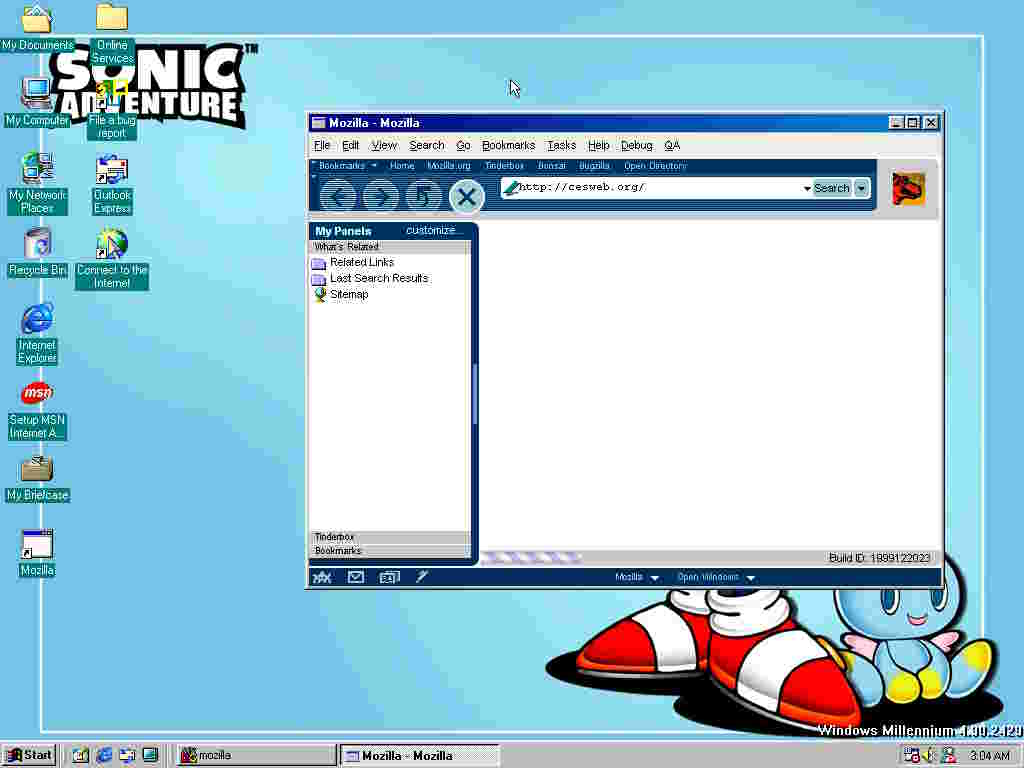 My Documents
Online
Services
SONIC
ADVENTURE
TM
My Computer
File a bug
report
My Network
Places
Outlook
Express
Recycle Bin
Connect to the
Internet
Internet
Explorer
msn
Setup MSN
Internet A...
My Briefcase
Mozilla
Mozilla - Mozilla
File Edit View Search Go Bookmarks Tasks Help Debug QA
Bookmarks Home Mozilla.org Tinderbox Bonsai Bugzilla Open Directory
http://cesweb.org/ Search
My Panels customize...
What's Related
Related Links
Last Search Results
Sitemap
Tinderbox
Bookmarks
Build ID: 1999122023
Mozilla Open Windows
Windows Millennium 4.90.2420
Start mozilla Mozilla - Mozilla 3:04 AM